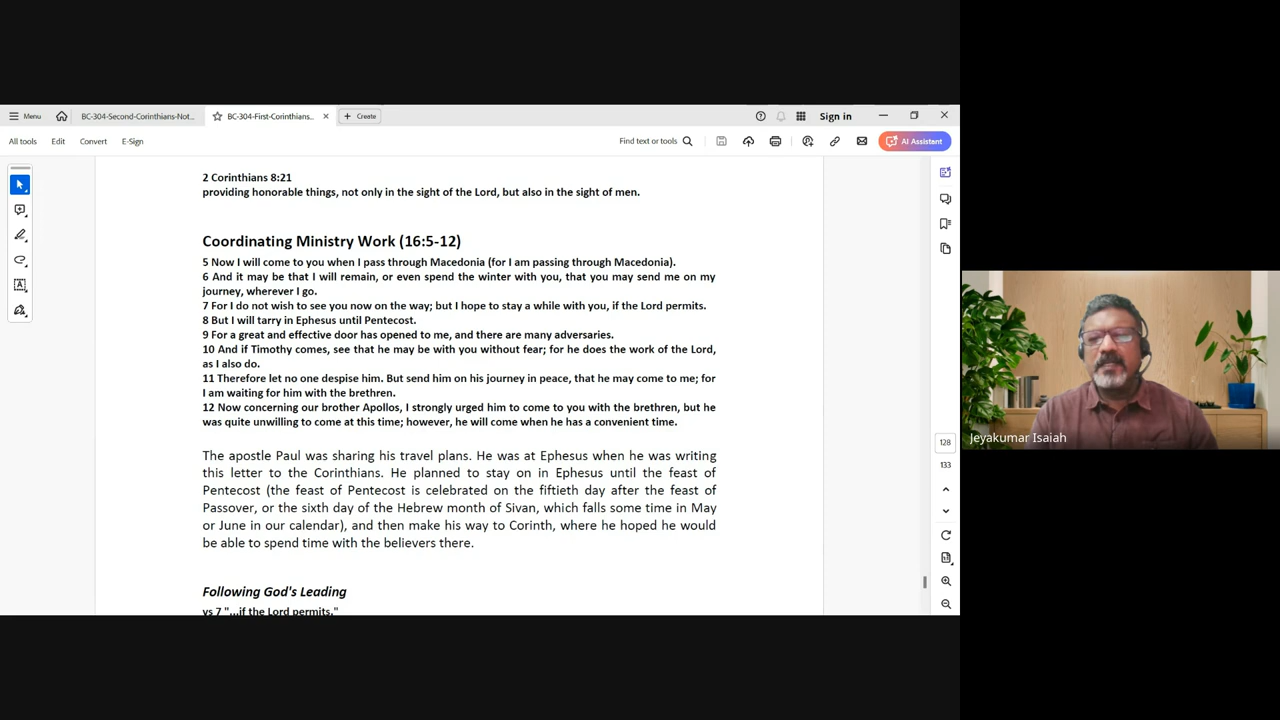 Menu
BC-304-Second-Corinthians-Not...
BC-304-First-Corinthians...
Create
Sign in
All tools
Edit
Convert
E-Sign
Find text or tools
AI Assistant
2 Corinthians 8:21
providing honorable things, not only in the sight of the Lord, but also in the sight of men.
Coordinating Ministry Work (16:5-12)
5 Now I will come to you when I pass through Macedonia (for I am passing through Macedonia).
6 And it may be that I will remain, or even spend the winter with you, that you may send me on my
journey, wherever I go.
7 For I do not wish to see you now on the way; but I hope to stay a while with you, if the Lord permits.
8 But I will tarry in Ephesus until Pentecost.
9 For a great and effective door has opened to me, and there are many adversaries.
10 And if Timothy comes, see that he may be with you without fear; for he does the work of the Lord,
as I also do.
11 Therefore let no one despise him. But send him on his journey in peace, that he may come to me; for
I am waiting for him with the brethren.
12 Now concerning our brother Apollos, I strongly urged him to come to you with the brethren, but he
was quite unwilling to come at this time; however, he will come when he has a convenient time.
The apostle Paul was sharing his travel plans. He was at Ephesus when he was writing
this letter to the Corinthians. He planned to stay on in Ephesus until the feast of
Pentecost (the feast of Pentecost is celebrated on the fiftieth day after the feast of
Passover, or the sixth day of the Hebrew month of Sivan, which falls some time in May
or June in our calendar), and then make his way to Corinth, where he hoped he would
be able to spend time with the believers there.
Following God's Leading
vs 7 "...if the Lord permits."
128
133
Jeyakumar Isaiah